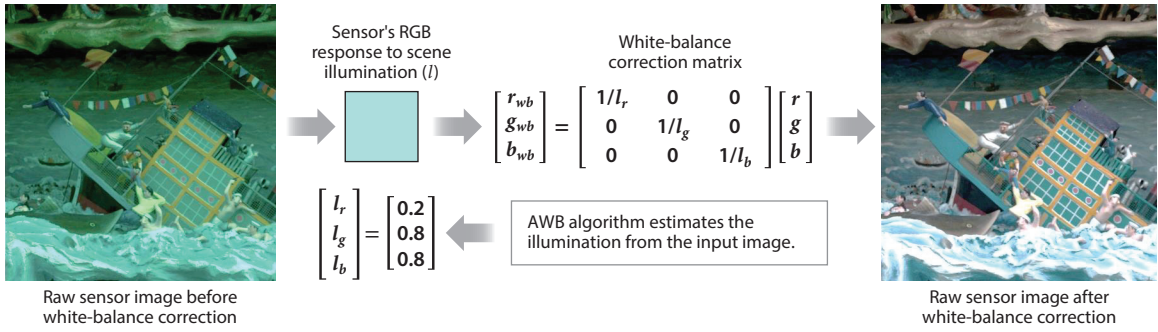 Sensor's RGB
response to scene
illumination (l)
White-balance
correction matrix
r_wb
g_wb
b_wb
=
1/l_r 0 0
0 1/l_g 0
0 0 1/l_b
r
g
b
l_r
l_g
l_b
=
0.2
0.8
0.8
AWB algorithm estimates the
illumination from the input image.
Raw sensor image before
white-balance correction
Raw sensor image after
white-balance correction